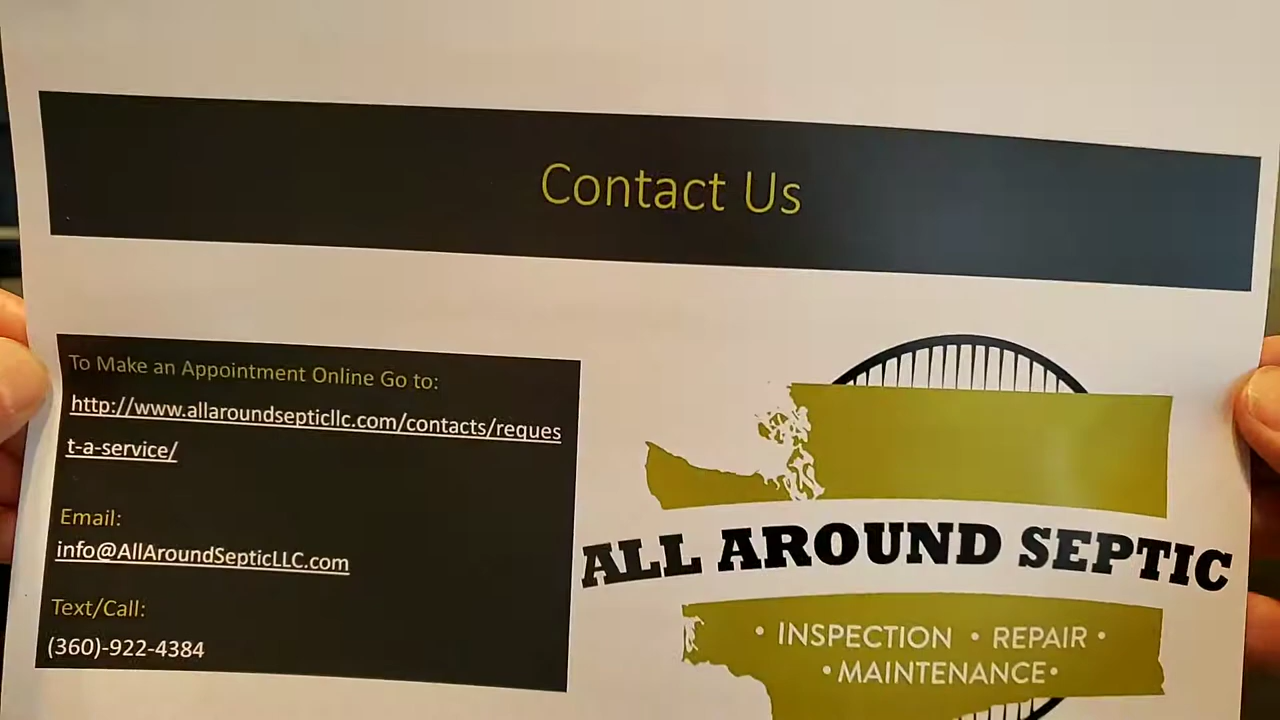 Contact Us
To Make an Appointment Online Go to:
http://www.allaroundsepticllc.com/contacts/reques
t-a-service/
Email:
info@AllAroundSepticLLC.com
Text/Call:
(360)-922-4384
ALL AROUND SEPTIC
• INSPECTION • REPAIR •
•MAINTENANCE•